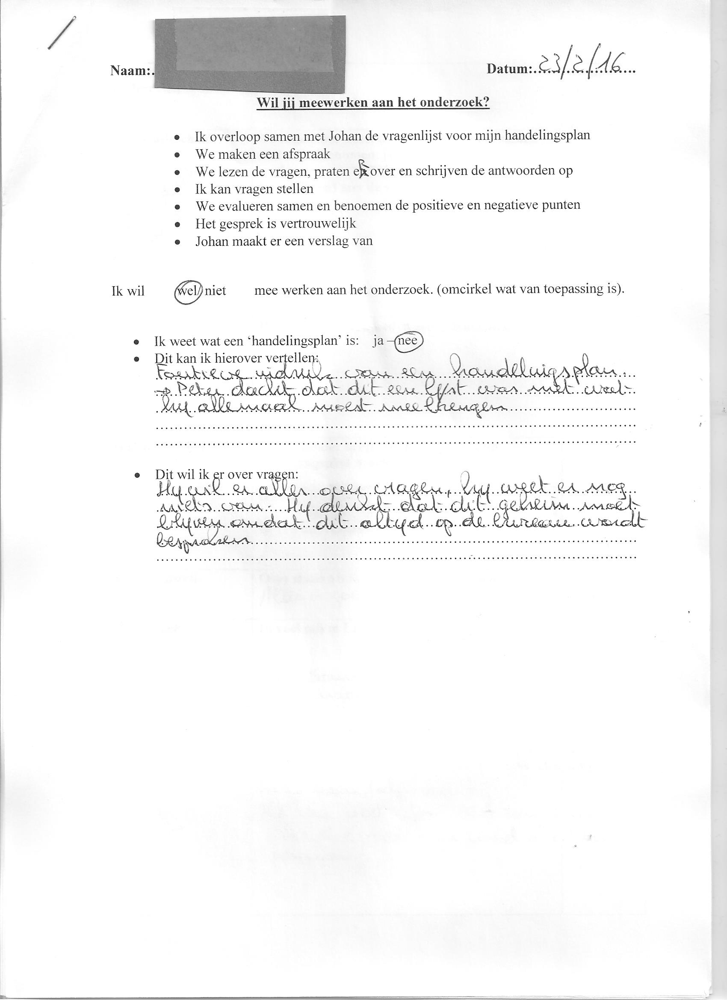 Naam:.
Datum: 23/2/16
Wil jij meewerken aan het onderzoek?
• Ik overloop samen met Johan de vragenlijst voor mijn handelingsplan
• We maken een afspraak
• We lezen de vragen, praten er over en schrijven de antwoorden op
• Ik kan vragen stellen
• We evalueren samen en benoemen de positieve en negatieve punten
• Het gesprek is vertrouwelijk
• Johan maakt er een verslag van
Ik wil wel/ niet mee werken aan het onderzoek. (omcirkel wat van toepassing is).
• Ik weet wat een ‘handelingsplan’ is: ja – nee
• Dit kan ik hierover vertellen:
Foutieve indruk van een handelingsplan.
→ Peter dacht dat dit een lijst was met wat
hij allemaal moest meebrengen
• Dit wil ik er over vragen:
Hij wil er alles over vragen, hij weet er nog
niets van. Hij denkt dat dit geheim moet
blijven omdat dit altijd op de bureau wordt
besproken